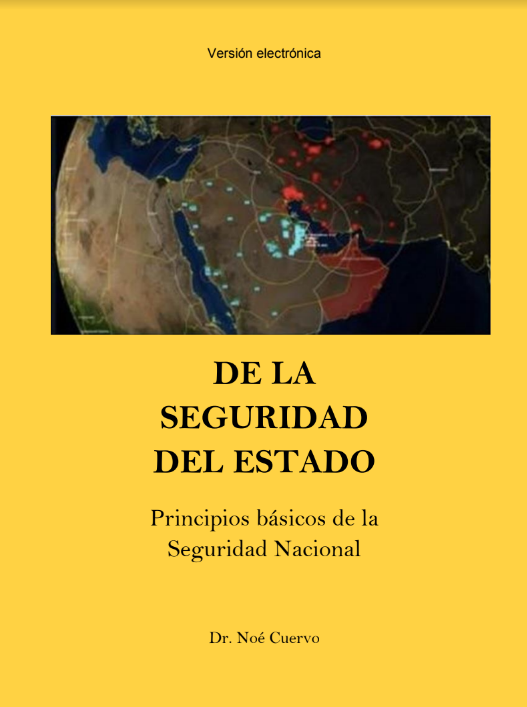 Versión electrónica
DE LA
SEGURIDAD
DEL ESTADO
Principios básicos de la
Seguridad Nacional
Dr. Noé Cuervo